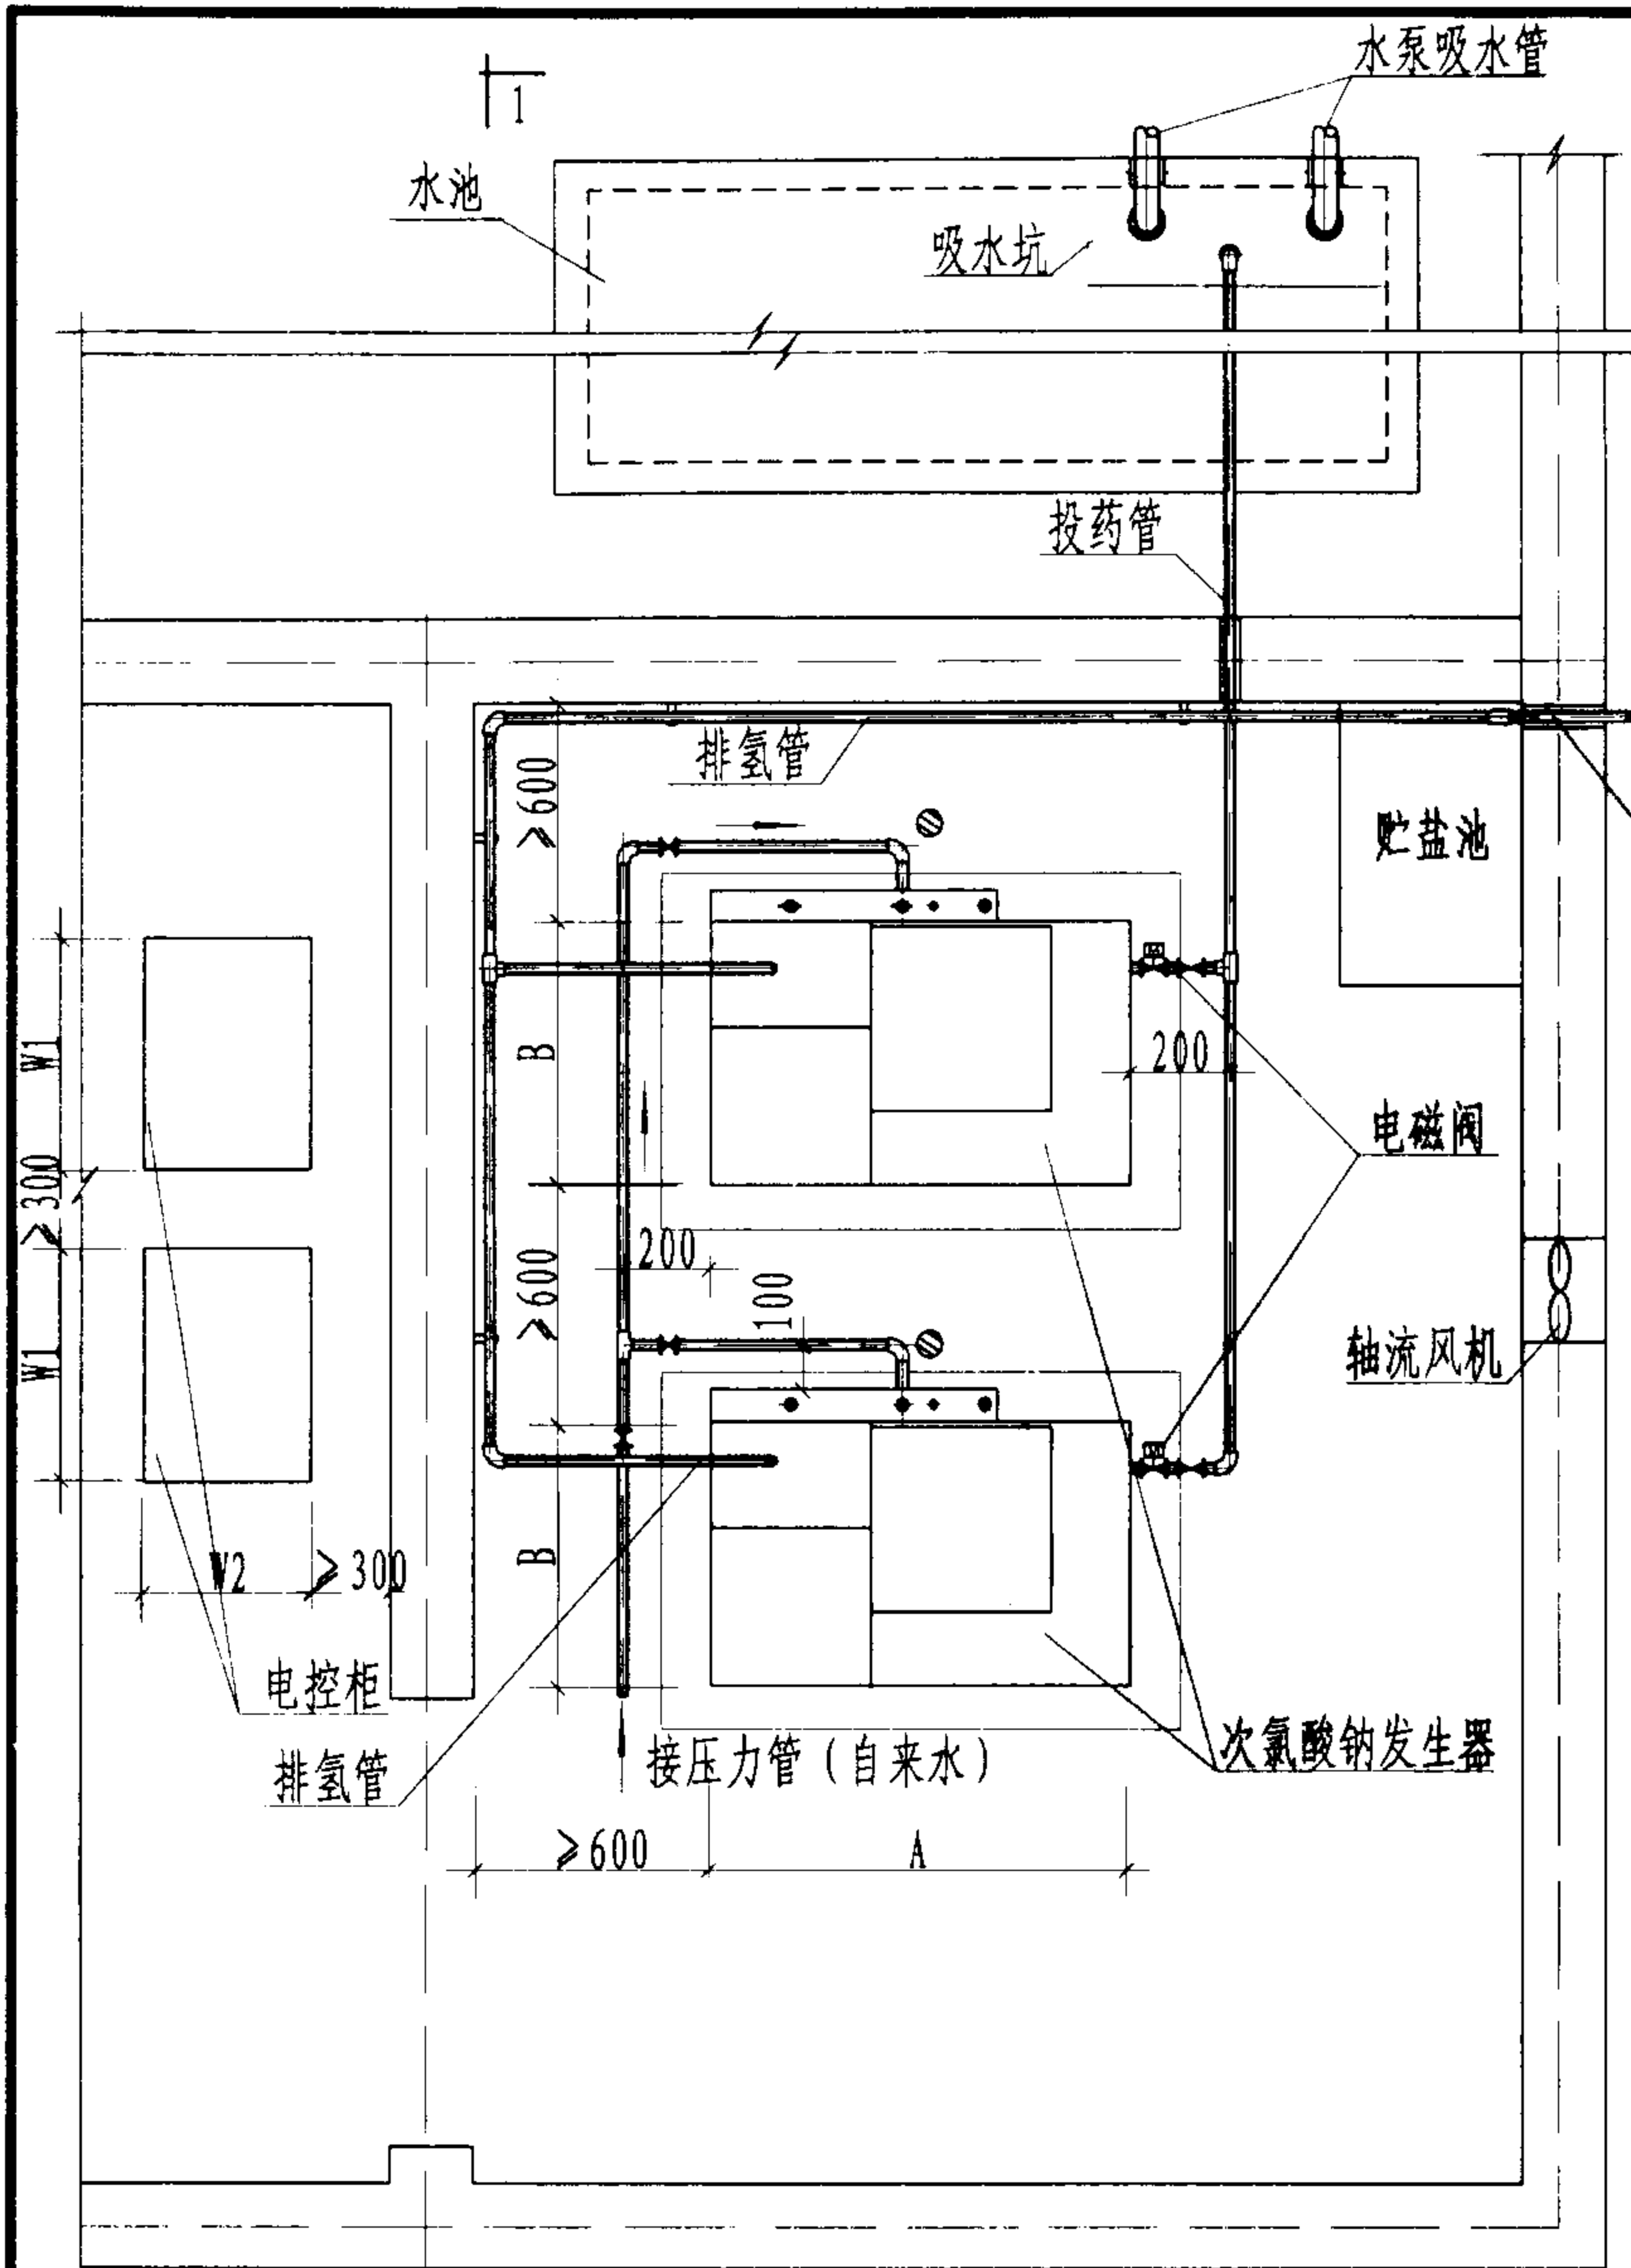 水泵吸水管
1
水池
吸水坑
投药管
排氢管
≥600
贮盐池
W1
B
200
电磁阀
≥300
200
≥600
100
轴流风机
W1
W2
≥300
B
电控柜
次氯酸钠发生器
接压力管(自来水)
排氢管
≥600
A